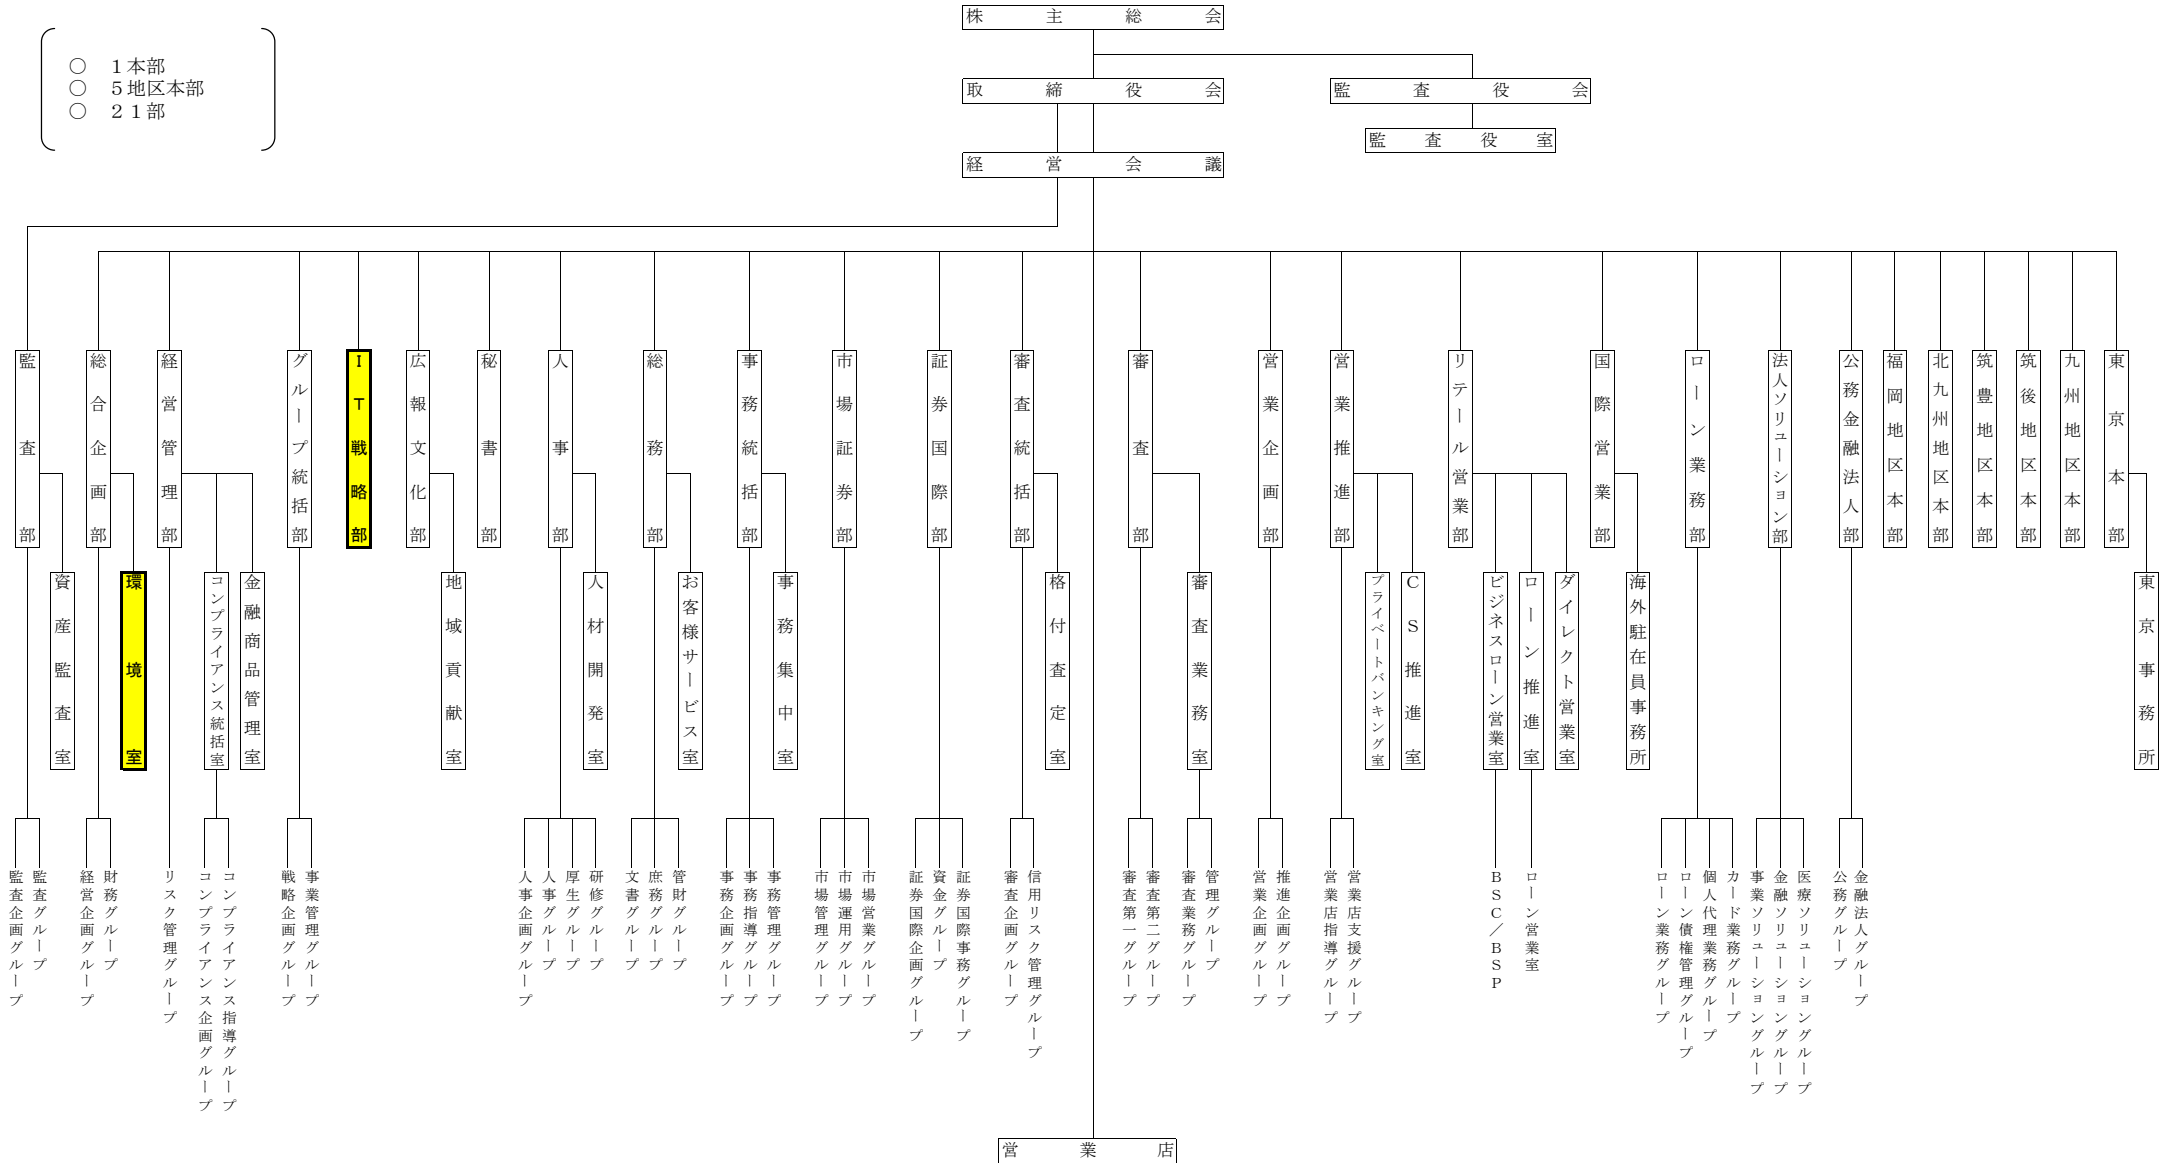 株主総会
○ １本部
○ ５地区本部
○ ２１部
取締役会
監査役会
監査役室
経営会議
監査部
総合企画部
経営管理部
グループ統括部
ＩＴ戦略部
広報文化部
秘書部
人事部
総務部
事務統括部
市場証券部
証券国際部
審査統括部
審査部
営業企画部
営業推進部
リテール営業部
国際営業部
ローン業務部
法人ソリューション部
公務金融法人部
福岡地区本部
北九州地区本部
筑豊地区本部
筑後地区本部
九州地区本部
東京本部
資産監査室
環境室
コンプライアンス統括室
金融商品管理室
地域貢献室
人材開発室
お客様サービス室
事務集中室
格付査定室
審査業務室
プライベートバンキング室
ＣＳ推進室
ビジネスローン営業室
ローン推進室
ダイレクト営業室
海外駐在員事務所
東京事務所
監査企画グループ
監査グループ
経営企画グループ
財務グループ
リスク管理グループ
コンプライアンス企画グループ
コンプライアンス指導グループ
戦略企画グループ
事業管理グループ
人事企画グループ
人事グループ
厚生グループ
研修グループ
文書グループ
庶務グループ
管財グループ
事務企画グループ
事務指導グループ
事務管理グループ
市場管理グループ
市場運用グループ
市場営業グループ
証券国際企画グループ
資金グループ
証券国際事務グループ
審査企画グループ
信用リスク管理グループ
審査第一グループ
審査第二グループ
審査業務グループ
管理グループ
営業企画グループ
推進企画グループ
営業店指導グループ
営業店支援グループ
ＢＳＣ／ＢＳＰ
ローン営業室
ローン業務グループ
ローン債権管理グループ
個人代理業務グループ
カード業務グループ
事業ソリューショングループ
金融ソリューショングループ
医療ソリューショングループ
公務グループ
金融法人グループ
営業店